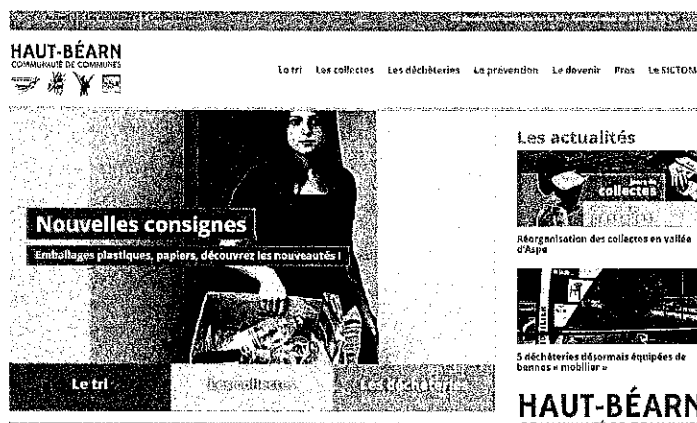 HAUT-BÉARN
COMMUNAUTÉ DE COMMUNES
Le tri Les collectes Les déchèteries La prévention Le devenir Pros Le SICTOM
Les actualités
collectes
Nouvelles consignes
Emballages plastiques, papiers, découvrez les nouveautés !
Réorganisation des collectes en vallée
d'Aspe
5 déchèteries désormais équipées de
bennes « mobilier »
Le tri Les collectes Les déchèteries
HAUT-BÉARN